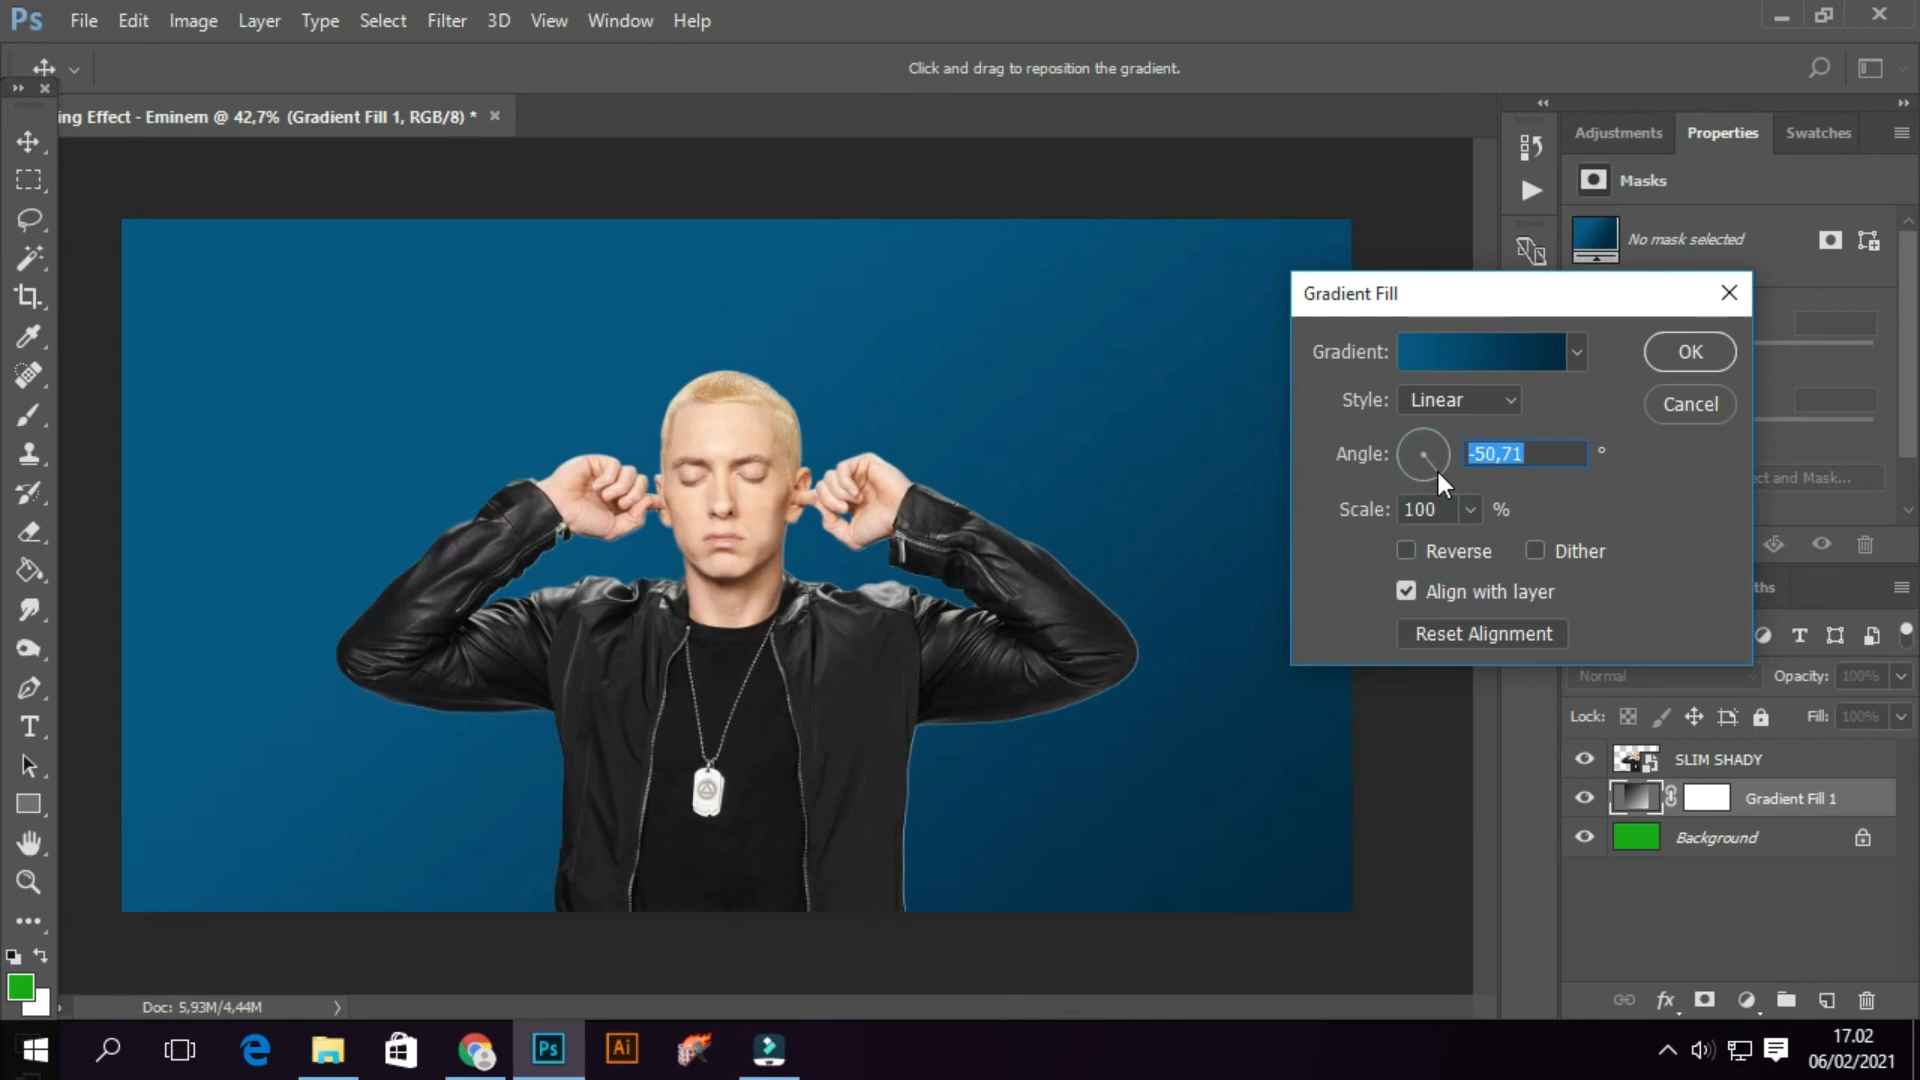 Ps File Edit Image Layer Type Select Filter 3D View Window Help
Click and drag to reposition the gradient.
ing Effect - Eminem @ 42,7% (Gradient Fill 1, RGB/8) *
Adjustments Properties Swatches
Masks
No mask selected
Gradient Fill
Gradient: OK
Style: Linear Cancel
Angle: -50,71 °
ect and Mask...
Scale: 100 %
Reverse Dither
Align with layer
ths
Reset Alignment
Normal Opacity: 100%
Lock: Fill: 100%
SLIM SHADY
Gradient Fill 1
Background
Doc: 5,93M/4,44M
Ps Ai
17.02
06/02/2021